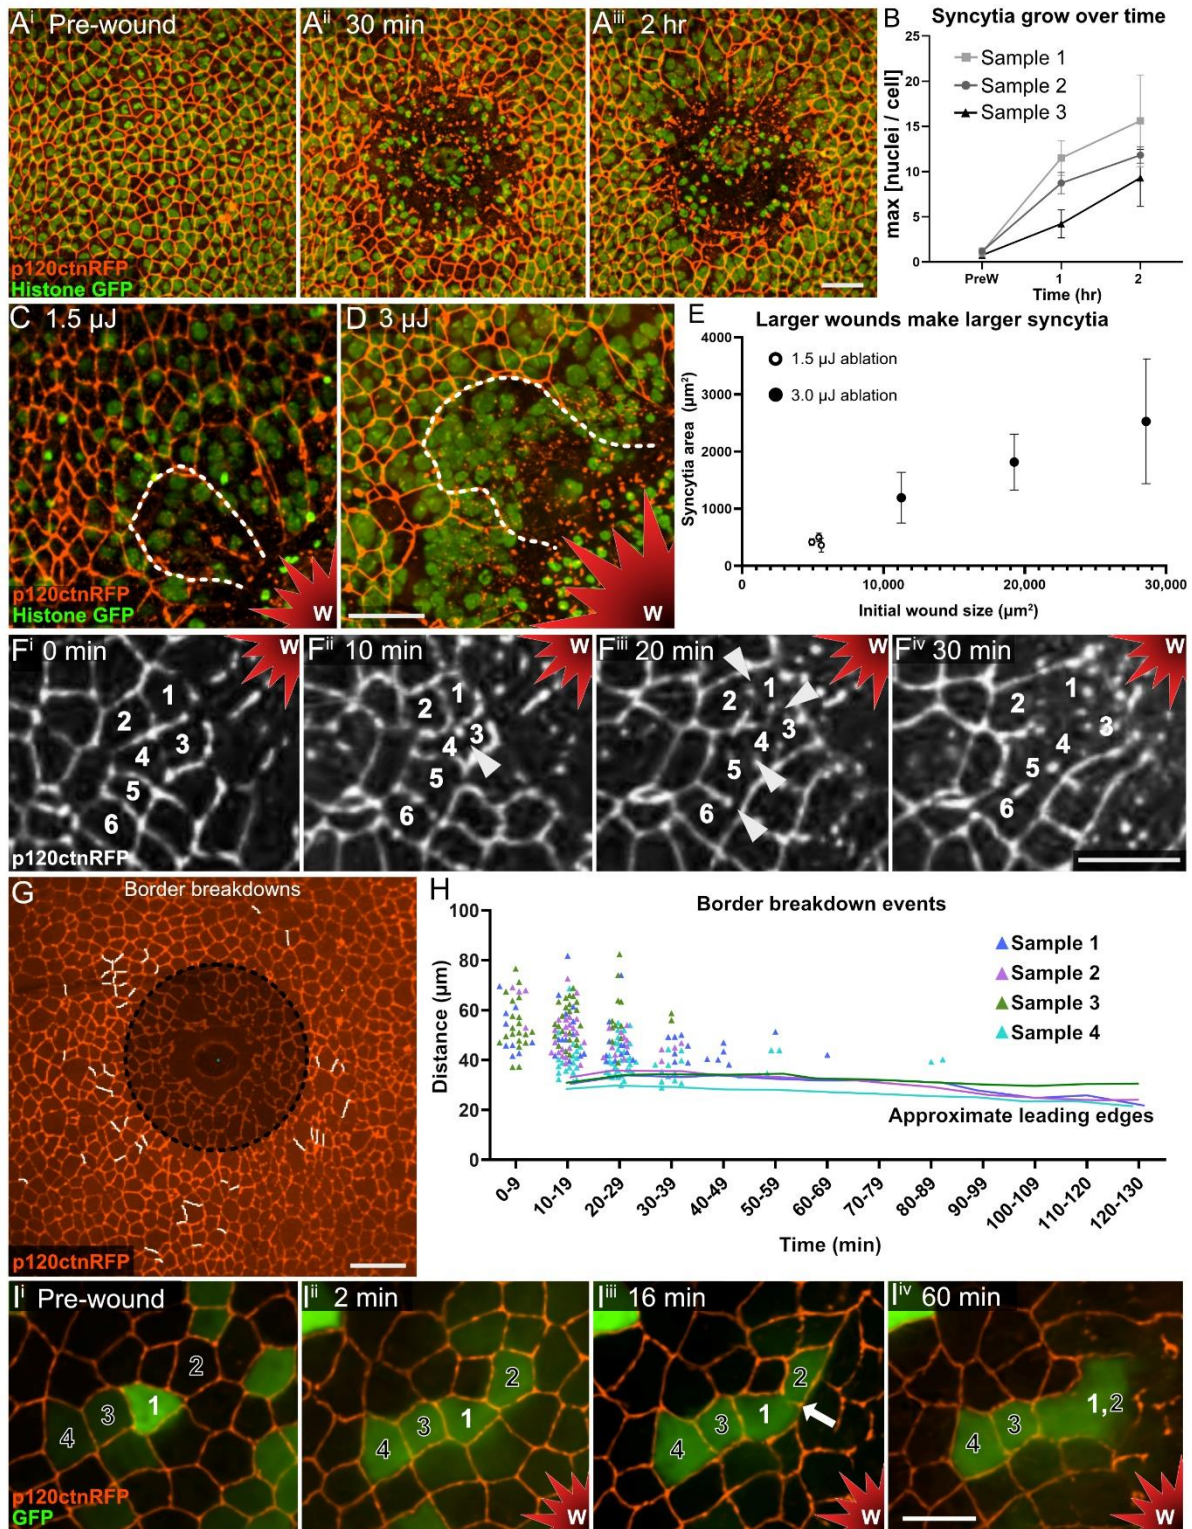 Aⁱ Pre-wound
Aⁱⁱ 30 min
Aⁱⁱⁱ 2 hr
p120ctnRFP
Histone GFP
B Syncytia grow over time
25
20
15
10
5
0
max [nuclei / cell]
Sample 1
Sample 2
Sample 3
PreW 1 2
Time (hr)
C 1.5 µJ
p120ctnRFP
Histone GFP
W
D 3 µJ
W
E Larger wounds make larger syncytia
4000
3000
2000
1000
0
Syncytia area (µm²)
1.5 µJ ablation
3.0 µJ ablation
0 10,000 20,000 30,000
Initial wound size (µm²)
Fⁱ 0 min
W
1
2
3
4
5
6
p120ctnRFP
Fⁱⁱ 10 min
W
1
2
3
4
5
6
Fⁱⁱⁱ 20 min
W
1
2
3
4
5
6
Fⁱᵛ 30 min
W
1
2
3
4
5
6
G Border breakdowns
p120ctnRFP
H Border breakdown events
100
80
60
40
20
0
Distance (µm)
Sample 1
Sample 2
Sample 3
Sample 4
Approximate leading edges
0-9 10-19 20-29 30-39 40-49 50-59 60-69 70-79 80-89 90-99 100-109 110-120 120-130
Time (min)
Iⁱ Pre-wound
2
1
3
4
p120ctnRFP
GFP
Iⁱⁱ 2 min
2
1
3
4
W
Iⁱⁱⁱ 16 min
2
1
3
4
W
Iⁱᵛ 60 min
1,2
3
4
W